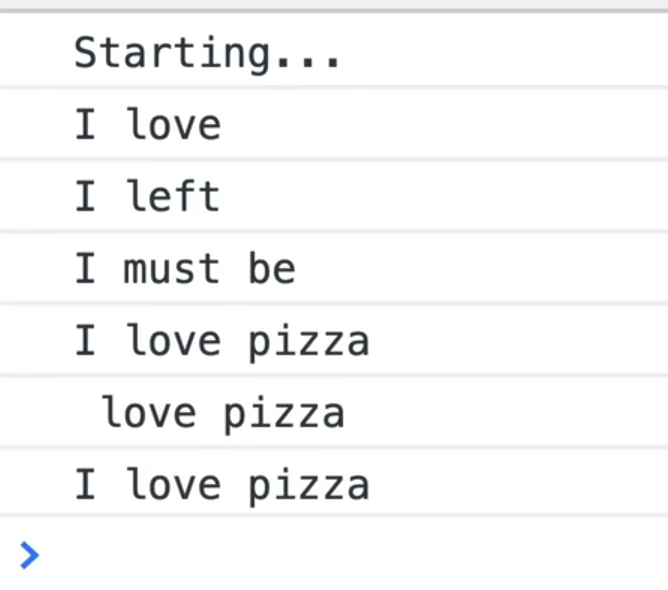 Starting...
I love
I left
I must be
I love pizza
 love pizza
I love pizza